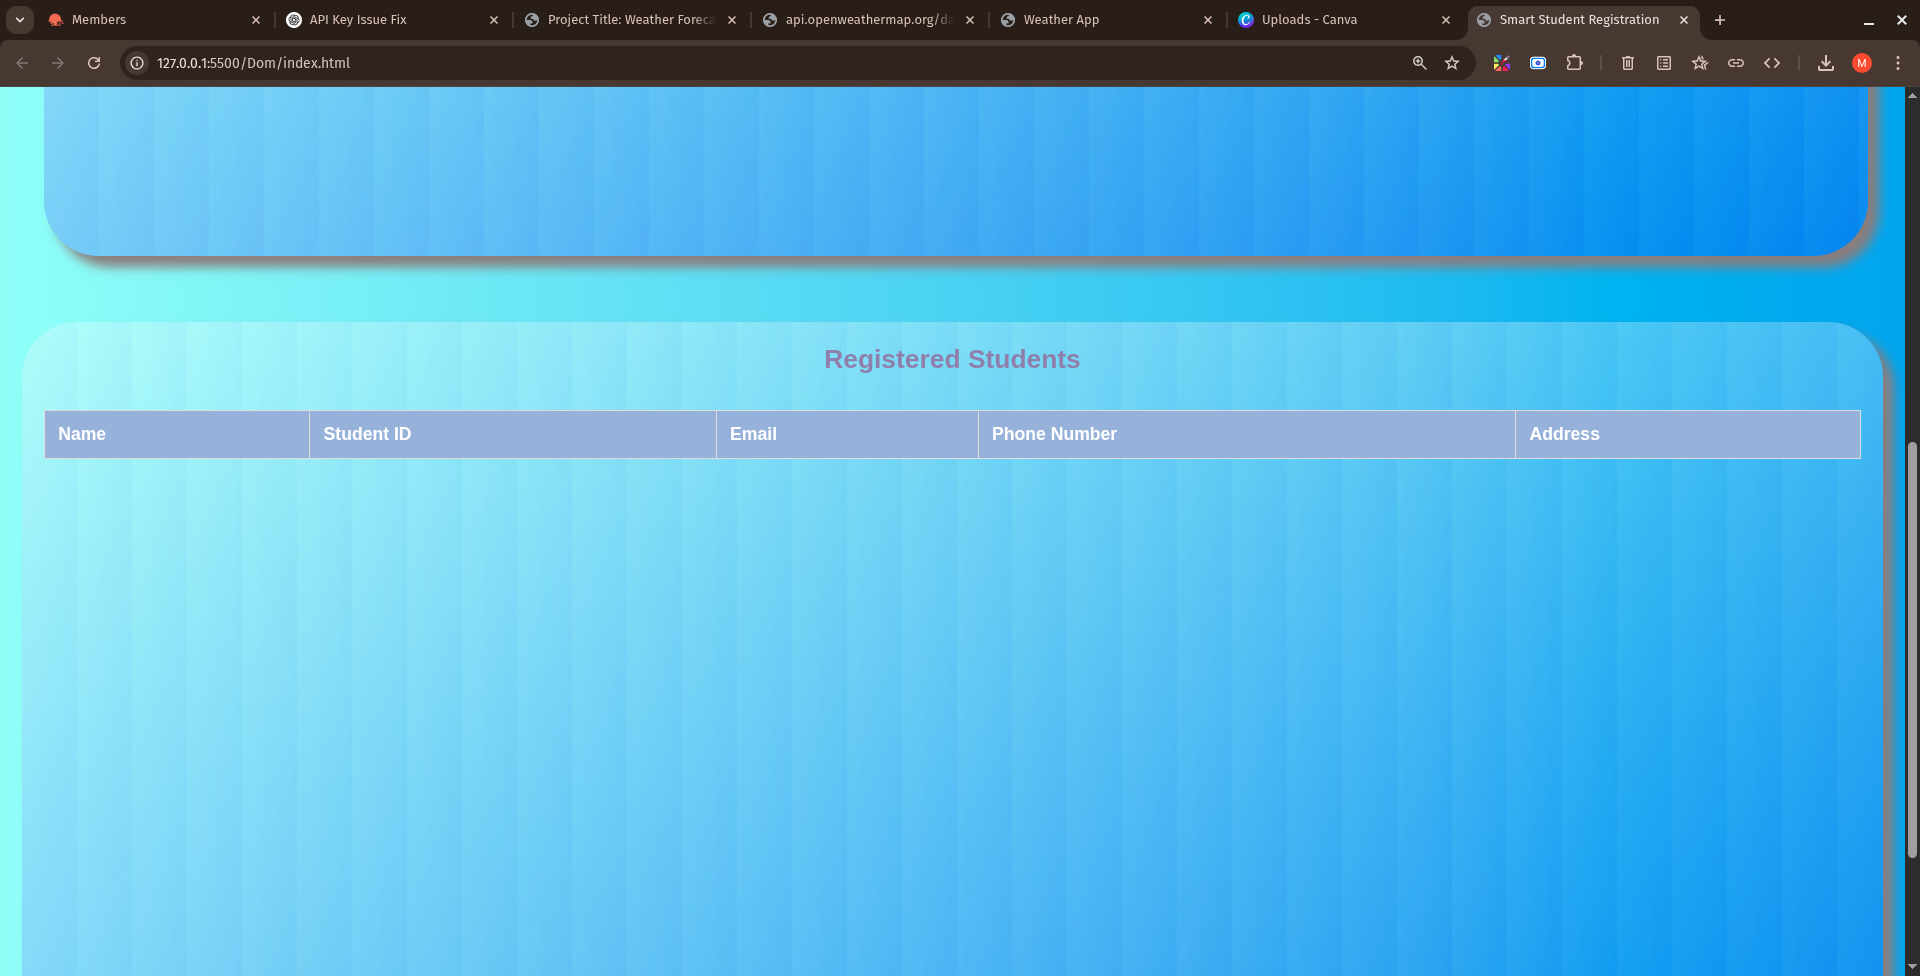 Members
API Key Issue Fix
Project Title: Weather Foreca
api.openweathermap.org/da
Weather App
Uploads - Canva
Smart Student Registration
127.0.0.1:5500/Dom/index.html
M
Registered Students
Name Student ID Email Phone Number Address